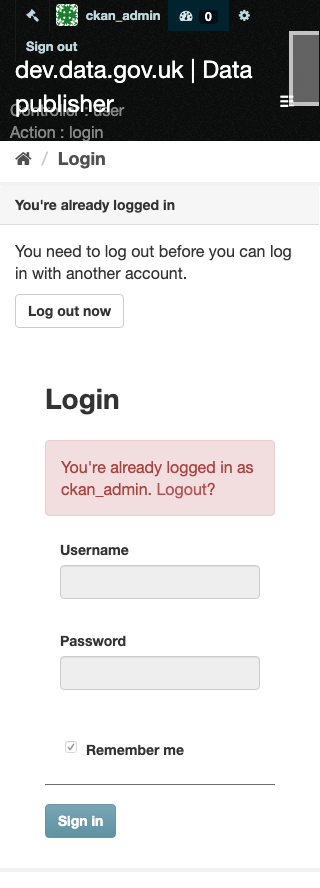 ckan_admin 0
Sign out
dev.data.gov.uk | Data
publisher
Controller : user
Action : login
/ Login
You're already logged in
You need to log out before you can log
in with another account.
Log out now
Login
You're already logged in as
ckan_admin. Logout?
Username
Password
Remember me
Sign in